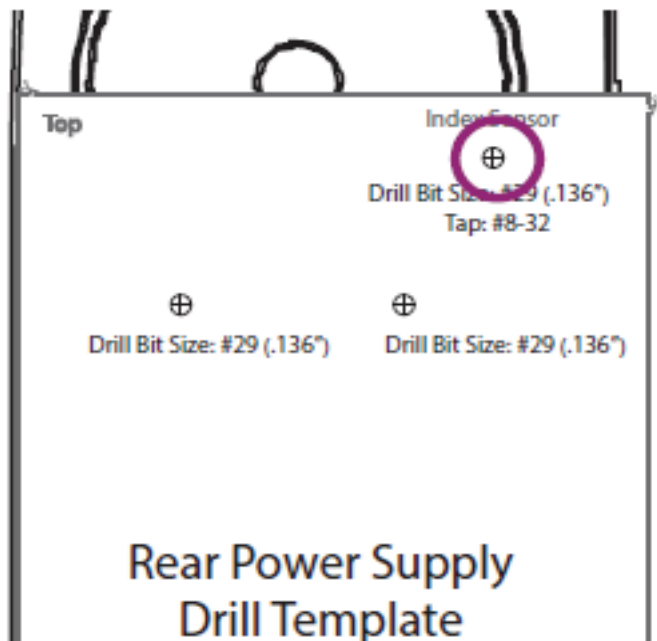 Top
Index Sensor
Drill Bit Size: #29 (.136")
Tap: #8-32
Drill Bit Size: #29 (.136")
Drill Bit Size: #29 (.136")
Rear Power Supply
Drill Template